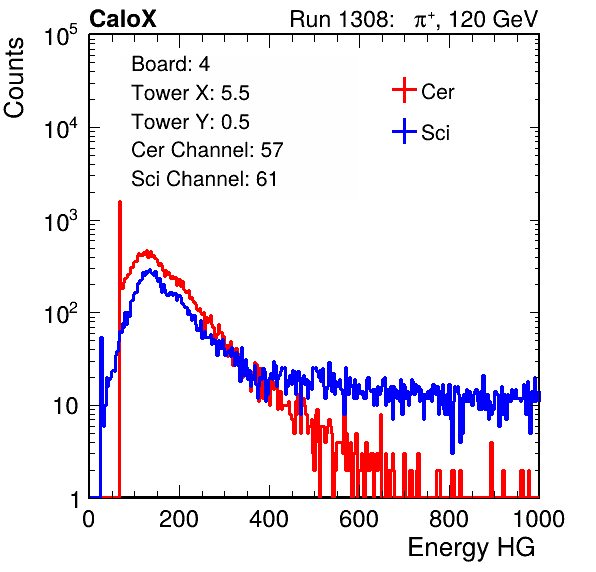 CaloX Run 1308: π⁺, 120 GeV
Counts
10⁵
10⁴
10³
10²
10
1
Board: 4
Tower X: 5.5
Tower Y: 0.5
Cer Channel: 57
Sci Channel: 61
Cer
Sci
0 200 400 600 800 1000
Energy HG